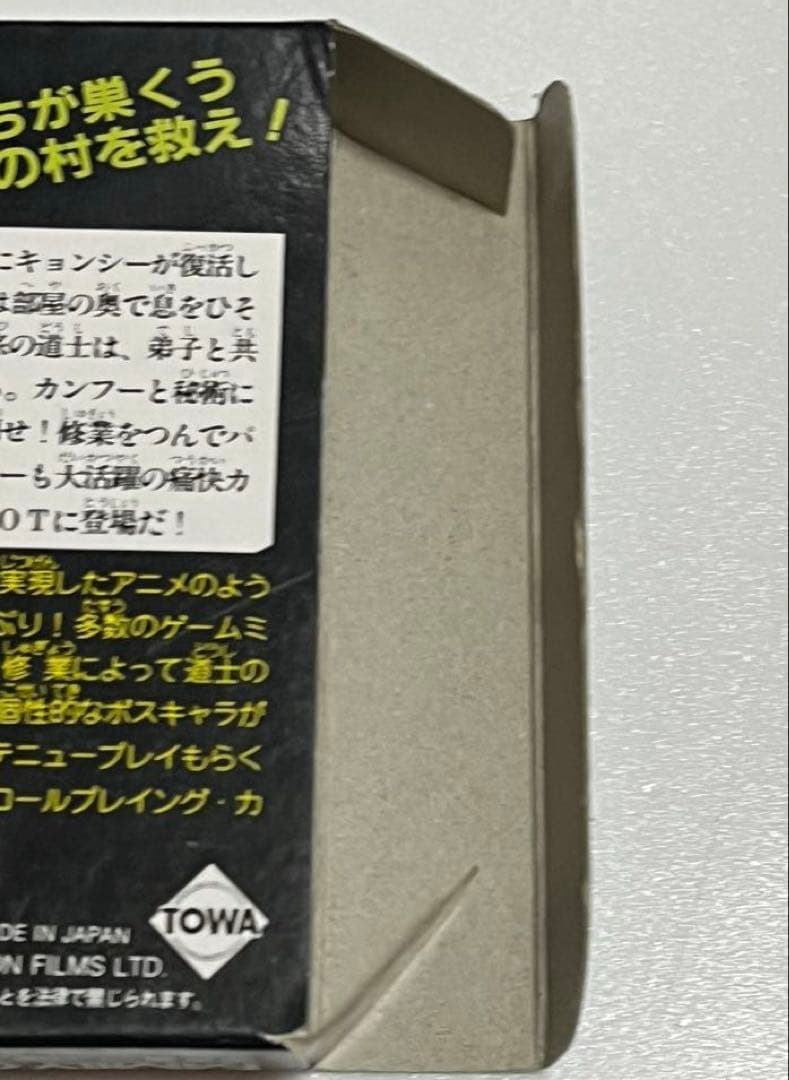 ちが巣くう
の村を救え!
にキョンシーが復活し
は部屋の奥で息をひそ
の道士は、弟子と共
。カンフーと秘術に
せ!修業をつんでパ
ーも大活躍の痛快カ
OTに登場だ!
実現したアニメのよう
ぷり!多数のゲームミ
修業によって道士の
個性的なボスキャラが
テニュープレイもらく
ロールプレイング・カ
TOWA
DE IN JAPAN
ON FILMS LTD.
とを法律で禁じられます。